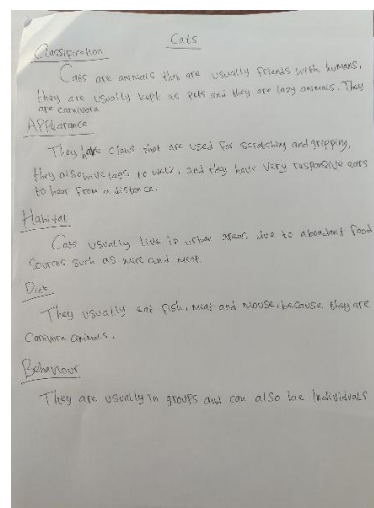 Cats
Classification
Cats are animals that are usually friends with humans,
they are usually kept as pets and they are lazy animals. They
are carnivora
Appearance
They have claws that are used for scratching and gripping,
they also have legs to walk, and they have very responsive ears
to hear from a distance.
Habitat
Cats usually live in urban areas due to abundant food
sources such as mice and meat.
Diet
They usually eat fish, meat and mouse, because they are
Carnivora animals.
Behaviour
They are usually in groups and can also be individuals